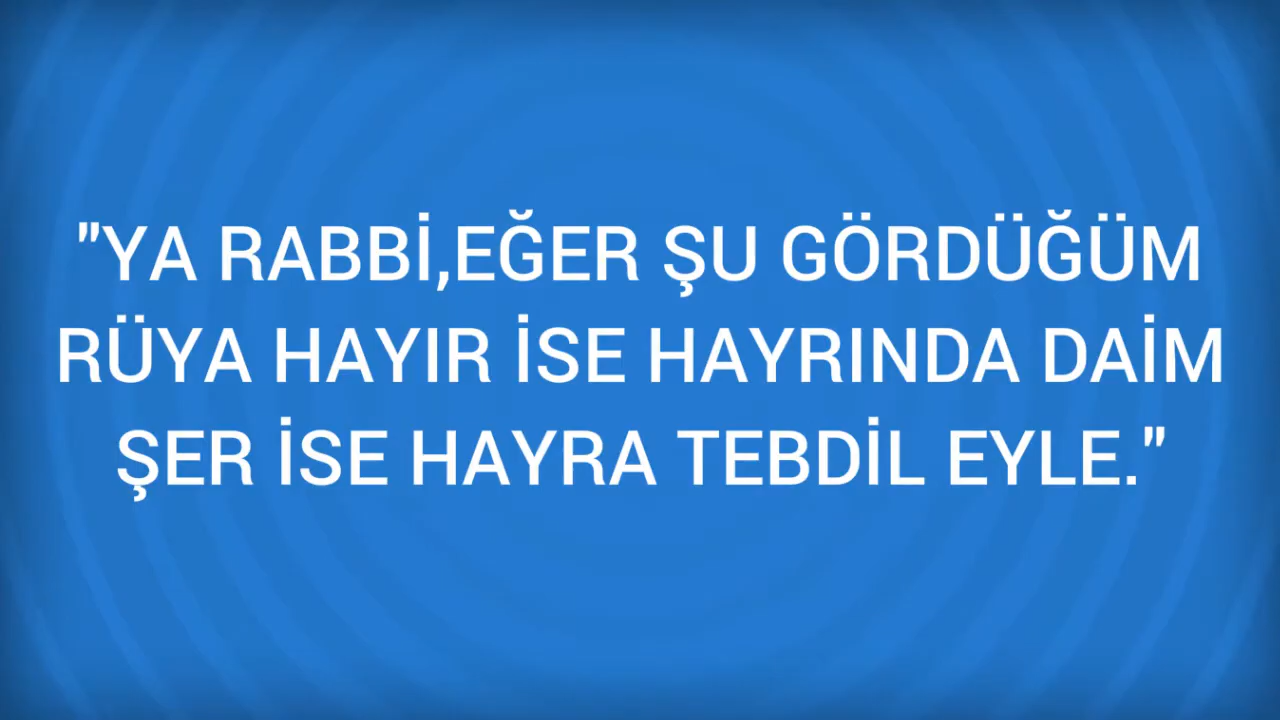 "YA RABBİ,EĞER ŞU GÖRDÜĞÜM
RÜYA HAYIR İSE HAYRINDA DAİM
ŞER İSE HAYRA TEBDİL EYLE."